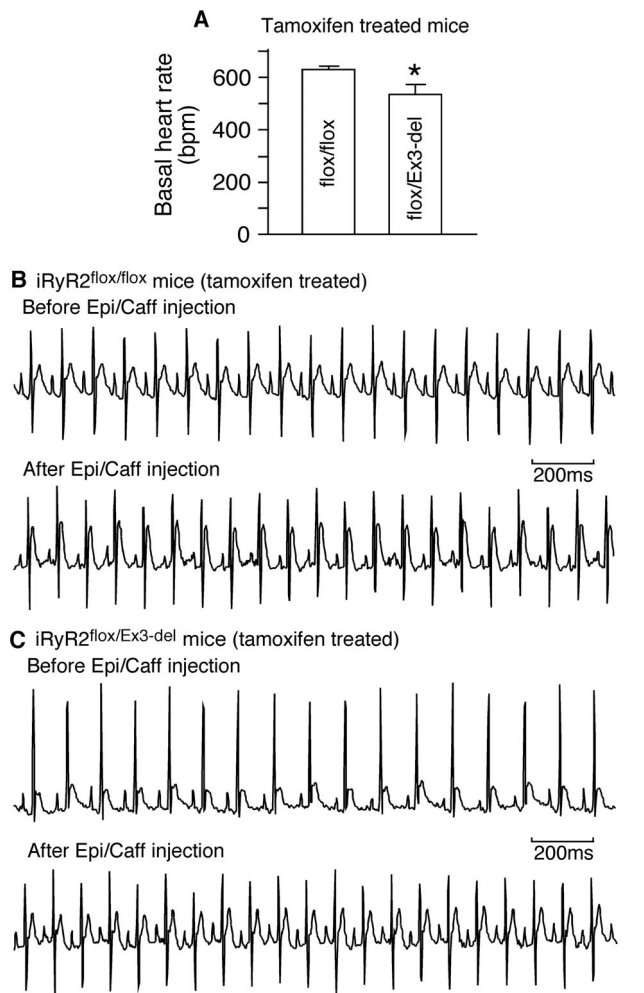 A
Tamoxifen treated mice
Basal heart rate
(bpm)
600
400
200
0
*
flox/flox
flox/Ex3-del
B iRyR2flox/flox mice (tamoxifen treated)
Before Epi/Caff injection
After Epi/Caff injection
200ms
C iRyR2flox/Ex3-del mice (tamoxifen treated)
Before Epi/Caff injection
After Epi/Caff injection
200ms